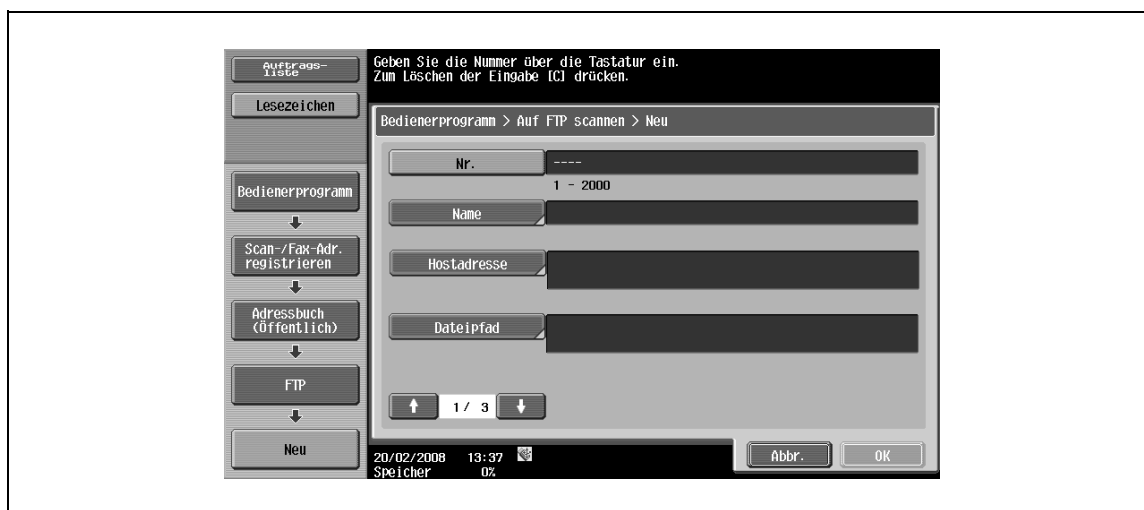 Auftrags-
liste
Lesezeichen
Bedienerprogramm
Scan-/Fax-Adr.
registrieren
Adressbuch
(Öffentlich)
FTP
Neu
Geben Sie die Nummer über die Tastatur ein.
Zum Löschen der Eingabe [C] drücken.
Bedienerprogramm > Auf FTP scannen > Neu
Nr. ----
1 - 2000
Name
Hostadresse
Dateipfad
1/ 3
20/02/2008 13:37
Speicher 0%
Abbr. OK